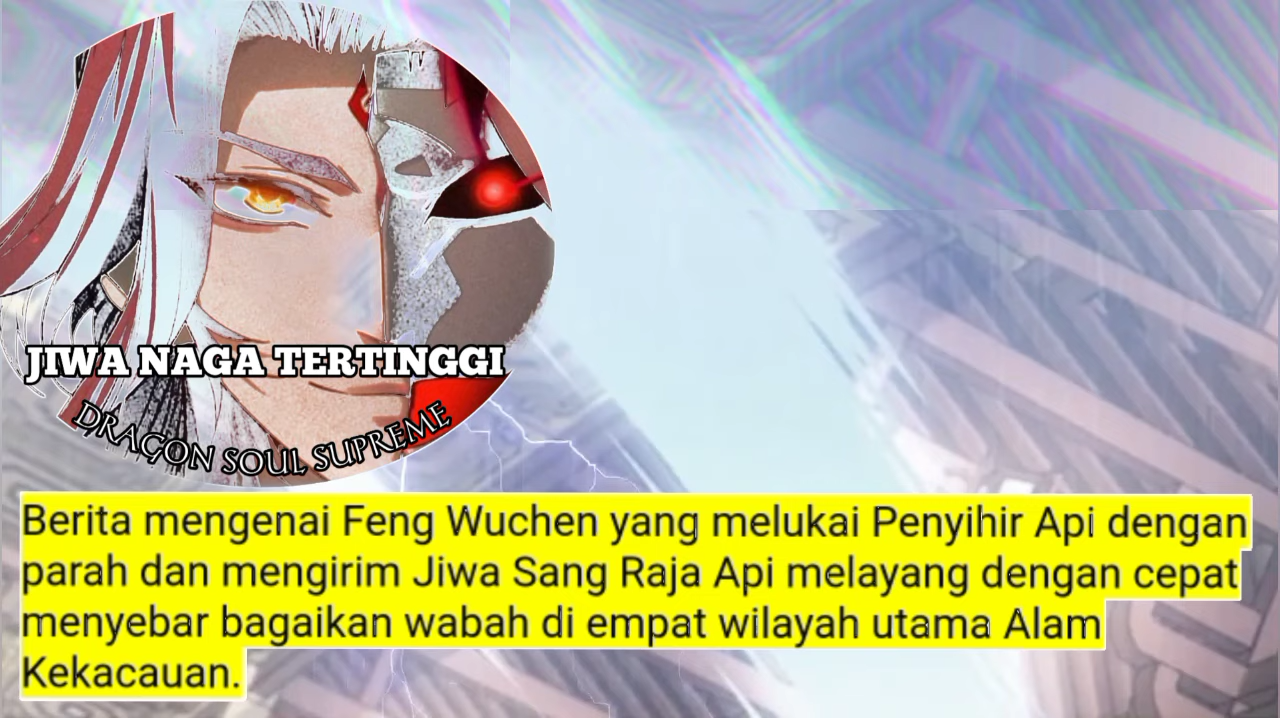 JIWA NAGA TERTINGGI
DRAGON SOUL SUPREME
Berita mengenai Feng Wuchen yang melukai Penyihir Api dengan
parah dan mengirim Jiwa Sang Raja Api melayang dengan cepat
menyebar bagaikan wabah di empat wilayah utama Alam
Kekacauan.